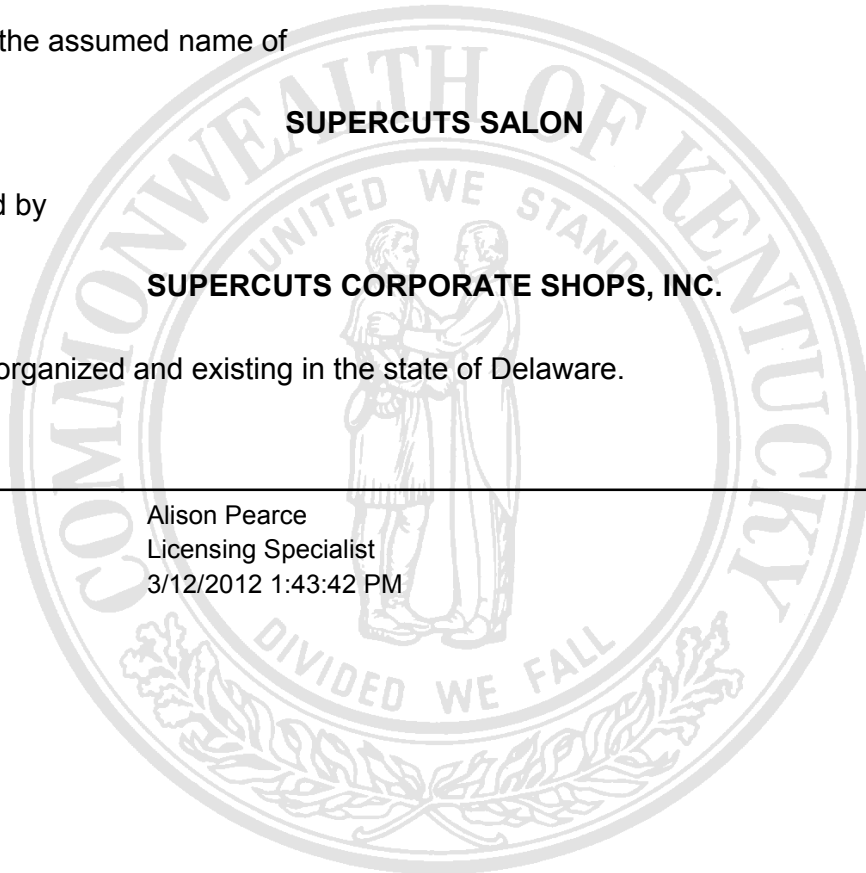 the assumed name of
SUPERCUTS SALON
d by
SUPERCUTS CORPORATE SHOPS, INC.
organized and existing in the state of Delaware.
Alison Pearce
Licensing Specialist
3/12/2012 1:43:42 PM
COMMONWEALTH OF KENTUCKY
UNITED WE STAND
DIVIDED WE FALL